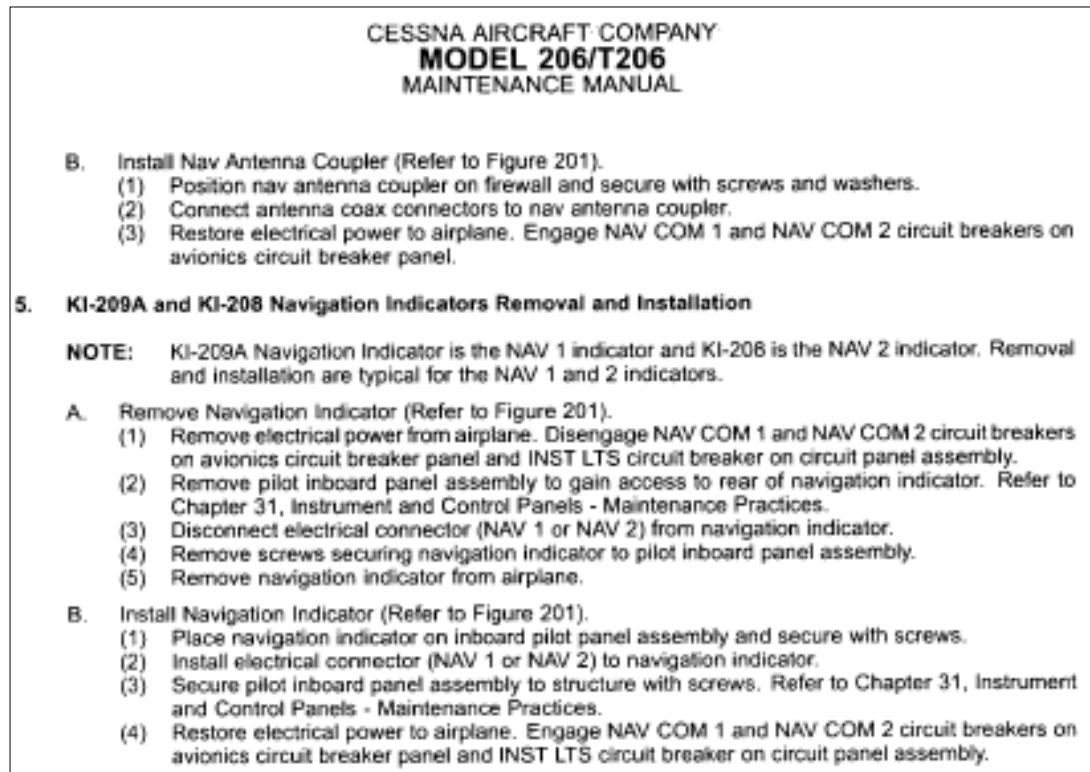 CESSNA AIRCRAFT COMPANY
MODEL 206/T206
MAINTENANCE MANUAL
B. Install Nav Antenna Coupler (Refer to Figure 201).
(1) Position nav antenna coupler on firewall and secure with screws and washers.
(2) Connect antenna coax connectors to nav antenna coupler.
(3) Restore electrical power to airplane. Engage NAV COM 1 and NAV COM 2 circuit breakers on
avionics circuit breaker panel.
5. KI-209A and KI-208 Navigation Indicators Removal and Installation
NOTE: KI-209A Navigation Indicator is the NAV 1 indicator and KI-208 is the NAV 2 indicator. Removal
and installation are typical for the NAV 1 and 2 indicators.
A. Remove Navigation Indicator (Refer to Figure 201).
(1) Remove electrical power from airplane. Disengage NAV COM 1 and NAV COM 2 circuit breakers
on avionics circuit breaker panel and INST LTS circuit breaker on circuit panel assembly.
(2) Remove pilot inboard panel assembly to gain access to rear of navigation indicator. Refer to
Chapter 31, Instrument and Control Panels - Maintenance Practices.
(3) Disconnect electrical connector (NAV 1 or NAV 2) from navigation indicator.
(4) Remove screws securing navigation indicator to pilot inboard panel assembly.
(5) Remove navigation indicator from airplane.
B. Install Navigation Indicator (Refer to Figure 201).
(1) Place navigation indicator on inboard pilot panel assembly and secure with screws.
(2) Install electrical connector (NAV 1 or NAV 2) to navigation indicator.
(3) Secure pilot inboard panel assembly to structure with screws. Refer to Chapter 31, Instrument
and Control Panels - Maintenance Practices.
(4) Restore electrical power to airplane. Engage NAV COM 1 and NAV COM 2 circuit breakers on
avionics circuit breaker panel and INST LTS circuit breaker on circuit panel assembly.